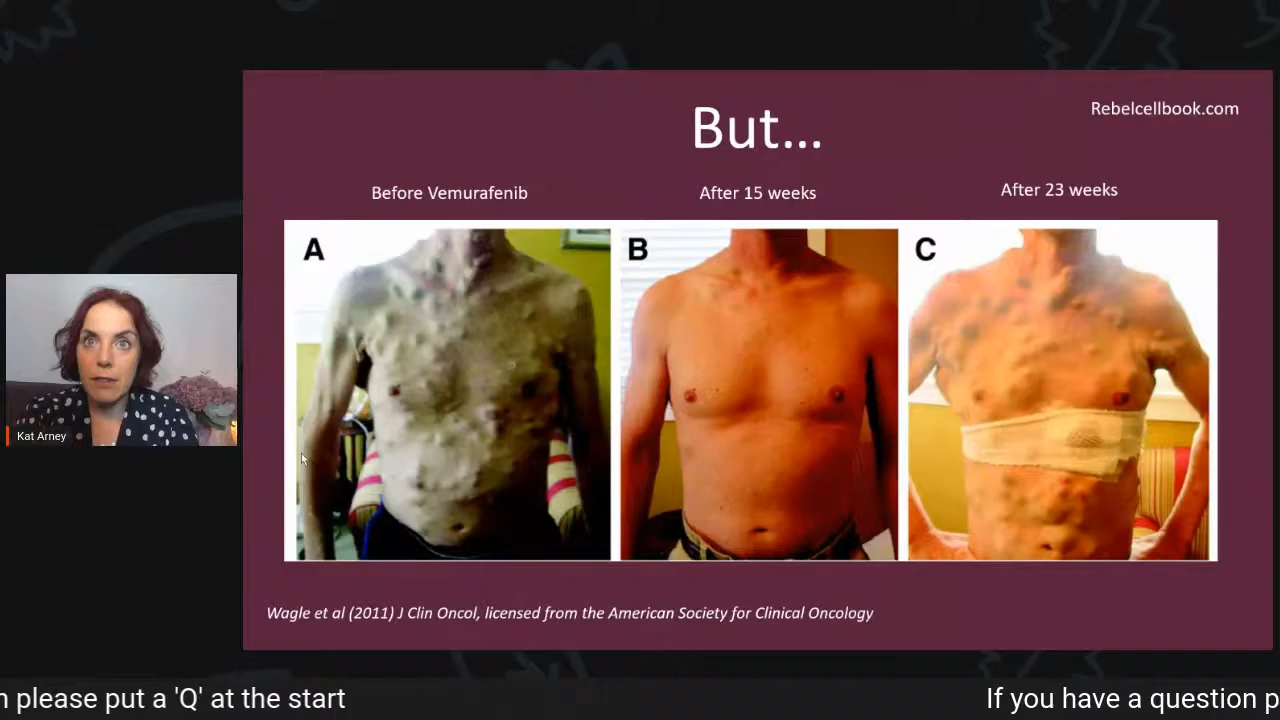 But...
Rebelcellbook.com
Before Vemurafenib
After 15 weeks
After 23 weeks
A
B
C
Kat Arney
Wagle et al (2011) J Clin Oncol, licensed from the American Society for Clinical Oncology
please put a 'Q' at the start
If you have a question